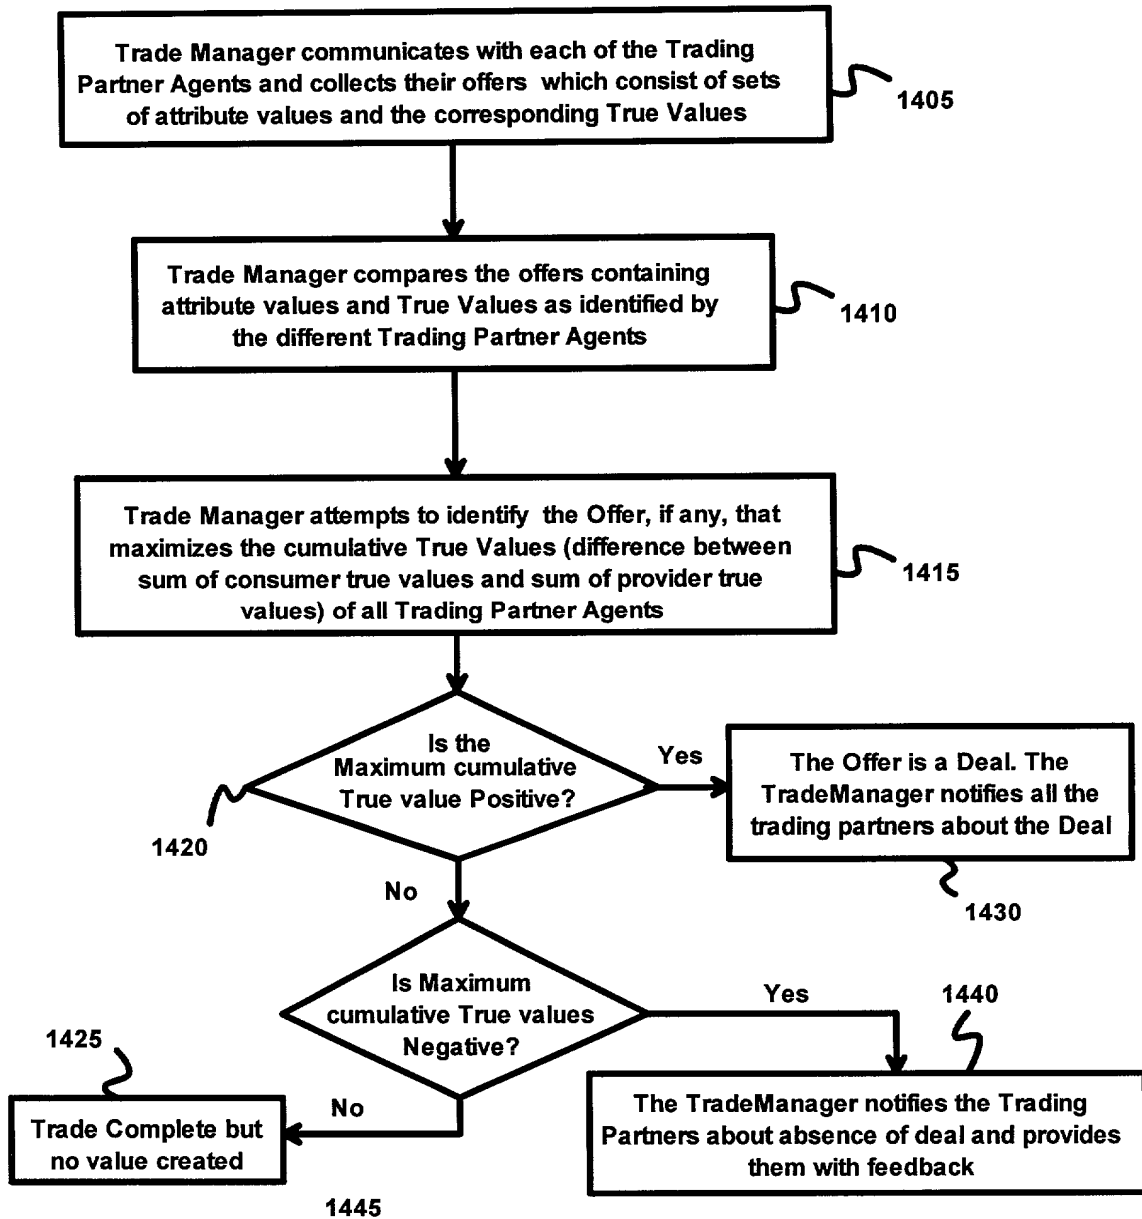 Trade Manager communicates with each of the Trading
Partner Agents and collects their offers which consist of sets
of attribute values and the corresponding True Values
1405
Trade Manager compares the offers containing
attribute values and True Values as identified by
the different Trading Partner Agents
1410
Trade Manager attempts to identify the Offer, if any, that
maximizes the cumulative True Values (difference between
sum of consumer true values and sum of provider true
values) of all Trading Partner Agents
1415
Is the
Maximum cumulative
True value Positive?
1420
Yes
The Offer is a Deal. The
TradeManager notifies all the
trading partners about the Deal
1430
No
Is Maximum
cumulative True values
Negative?
Yes
1440
The TradeManager notifies the Trading
Partners about absence of deal and provides
them with feedback
1425
No
Trade Complete but
no value created
1445